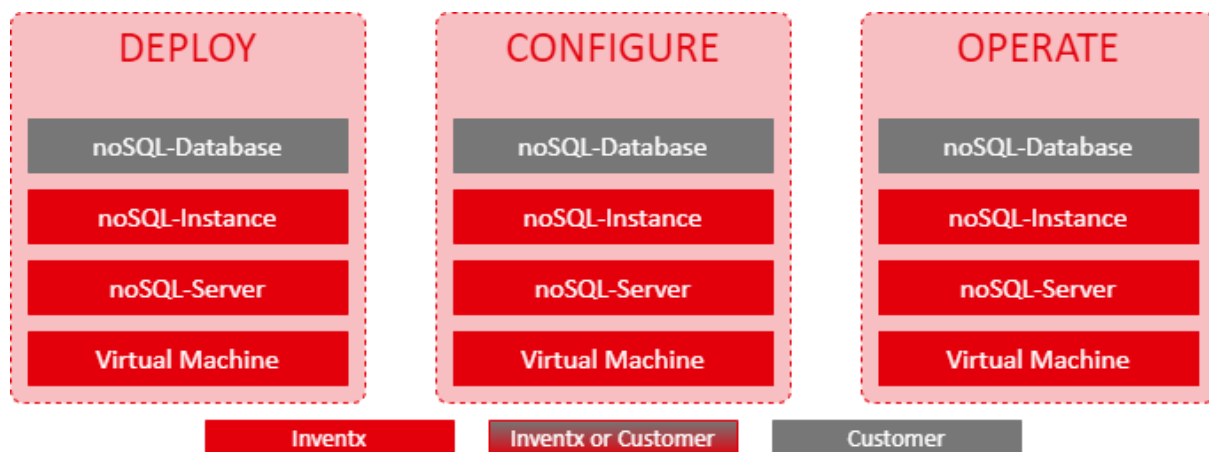 DEPLOY
noSQL-Database
noSQL-Instance
noSQL-Server
Virtual Machine
CONFIGURE
noSQL-Database
noSQL-Instance
noSQL-Server
Virtual Machine
OPERATE
noSQL-Database
noSQL-Instance
noSQL-Server
Virtual Machine
Inventx
Inventx or Customer
Customer